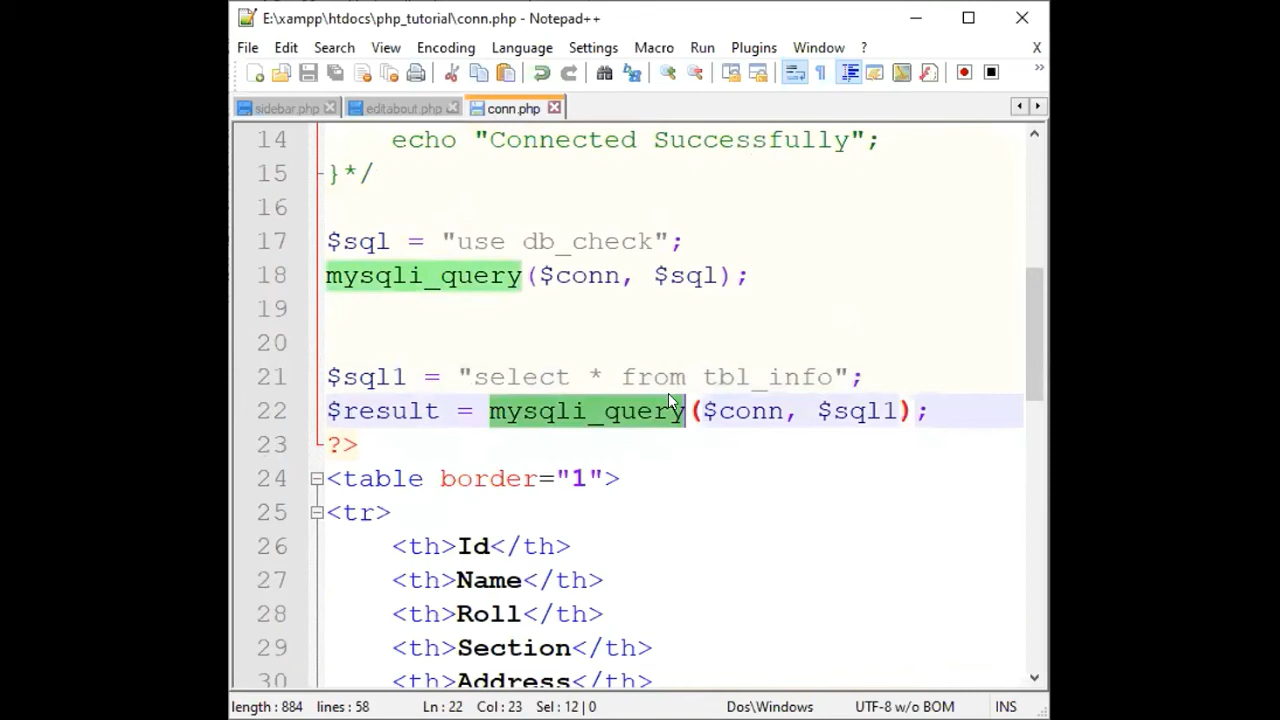 E:\xampp\htdocs\php_tutorial\conn.php - Notepad++
File Edit Search View Encoding Language Settings Macro Run Plugins Window ? X
sidebar.php editabout.php conn.php
14 echo "Connected Successfully";
15 }*/
16
17 $sql = "use db_check";
18 mysqli_query($conn, $sql);
19
20
21 $sql1 = "select * from tbl_info";
22 $result = mysqli_query($conn, $sql1);
23 ?>
24 <table border="1">
25 <tr>
26 <th>Id</th>
27 <th>Name</th>
28 <th>Roll</th>
29 <th>Section</th>
30 <th>Address</th>
length : 884 lines : 58 Ln : 22 Col : 23 Sel : 12 | 0 Dos\Windows UTF-8 w/o BOM INS